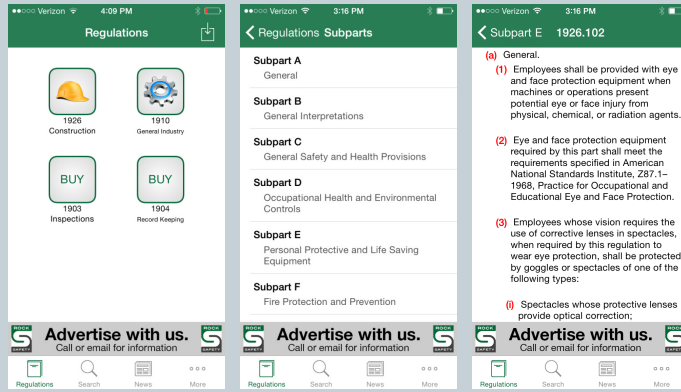 ●●○○○ Verizon 4:09 PM
Regulations
1926
Construction
1910
General Industry
BUY
1903
Inspections
BUY
1904
Record Keeping
ROCK
SAFETY
Advertise with us.
Call or email for information
ROCK
SAFETY
Regulations
Search
News
More
●●○○○ Verizon 3:16 PM
Regulations Subparts
Subpart A
General
Subpart B
General Interpretations
Subpart C
General Safety and Health Provisions
Subpart D
Occupational Health and Environmental
Controls
Subpart E
Personal Protective and Life Saving
Equipment
Subpart F
Fire Protection and Prevention
ROCK
SAFETY
Advertise with us.
Call or email for information
ROCK
SAFETY
Regulations
Search
News
More
●●○○○ Verizon 3:16 PM
Subpart E 1926.102
(a) General.
(1) Employees shall be provided with eye
and face protection equipment when
machines or operations present
potential eye or face injury from
physical, chemical, or radiation agents.
(2) Eye and face protection equipment
required by this part shall meet the
requirements specified in American
National Standards Institute, Z87.1–
1968, Practice for Occupational and
Educational Eye and Face Protection.
(3) Employees whose vision requires the
use of corrective lenses in spectacles,
when required by this regulation to
wear eye protection, shall be protected
by goggles or spectacles of one of the
following types:
(i) Spectacles whose protective lenses
provide optical correction;
ROCK
SAFETY
Advertise with us.
Call or email for information
Regulations
Search
News
More